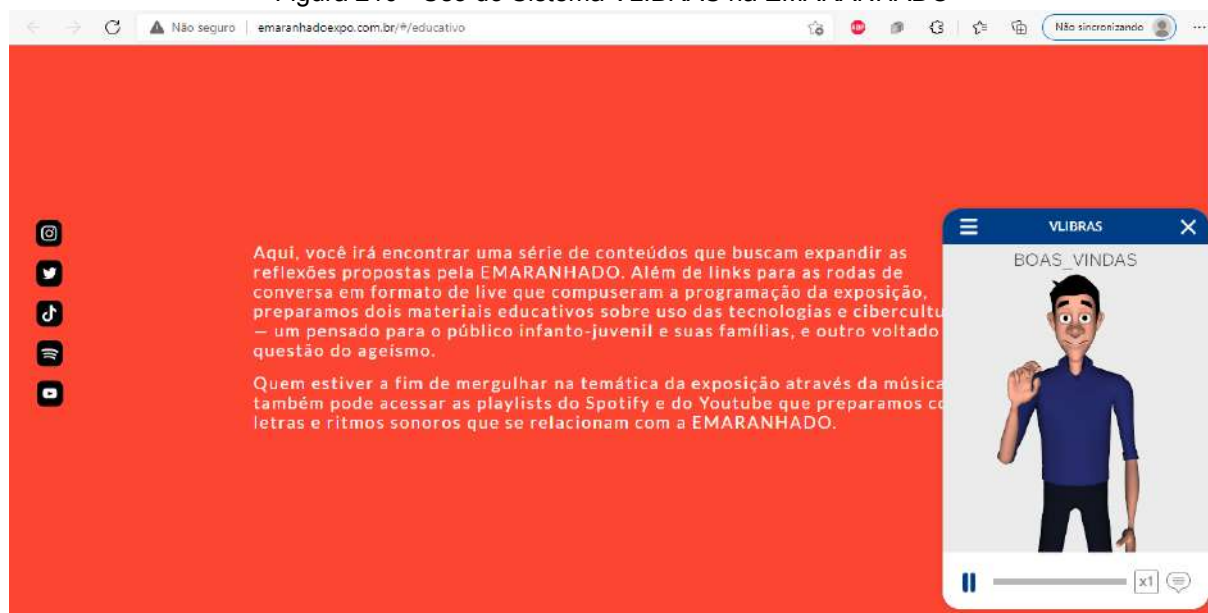 Não seguro
emaranhadoexpo.com.br/#/educativo
Não sincronizando
VLIBRAS
BOAS_VINDAS
Aqui, você irá encontrar uma série de conteúdos que buscam expandir as
reflexões propostas pela EMARANHADO. Além de links para as rodas de
conversa em formato de live que compuseram a programação da exposição,
preparamos dois materiais educativos sobre uso das tecnologias e cibercultu
— um pensado para o público infanto-juvenil e suas famílias, e outro voltado
questão do ageísmo.
Quem estiver a fim de mergulhar na temática da exposição através da música
também pode acessar as playlists do Spotify e do Youtube que preparamos co
letras e ritmos sonoros que se relacionam com a EMARANHADO.
x1